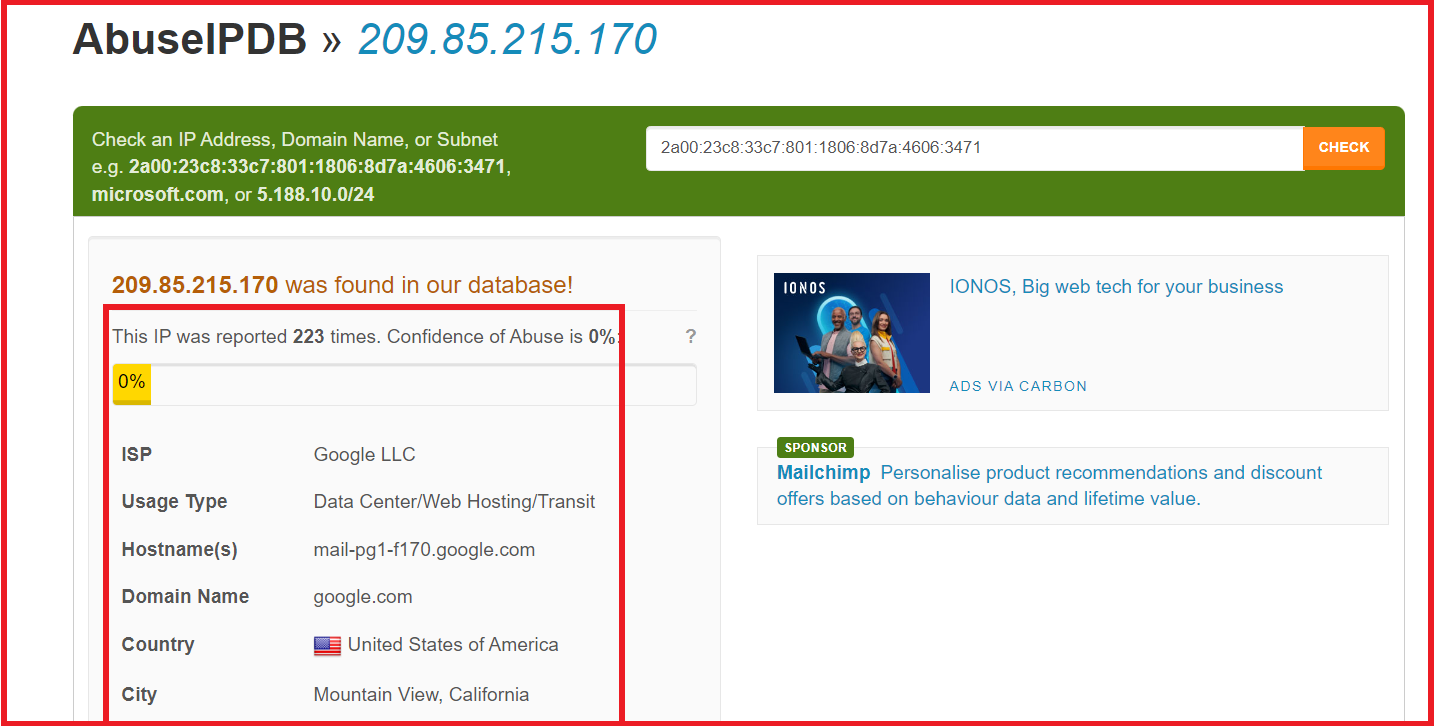 AbuseIPDB » 209.85.215.170
Check an IP Address, Domain Name, or Subnet
e.g. 2a00:23c8:33c7:801:1806:8d7a:4606:3471,
microsoft.com, or 5.188.10.0/24
2a00:23c8:33c7:801:1806:8d7a:4606:3471
CHECK
209.85.215.170 was found in our database!
This IP was reported 223 times. Confidence of Abuse is 0%:
?
0%
ISP Google LLC
Usage Type Data Center/Web Hosting/Transit
Hostname(s) mail-pg1-f170.google.com
Domain Name google.com
Country United States of America
City Mountain View, California
IONOS
IONOS, Big web tech for your business
ADS VIA CARBON
SPONSOR
Mailchimp Personalise product recommendations and discount
offers based on behaviour data and lifetime value.